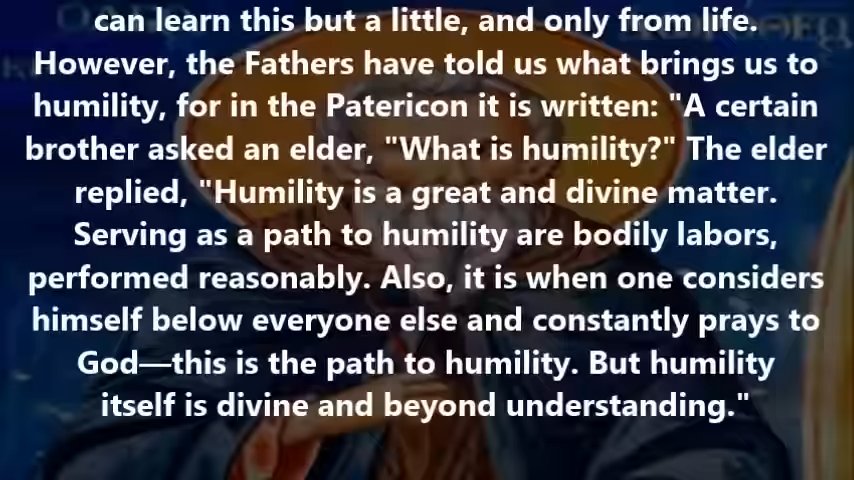 can learn this but a little, and only from life.
However, the Fathers have told us what brings us to
humility, for in the Patericon it is written: "A certain
brother asked an elder, "What is humility?" The elder
replied, "Humility is a great and divine matter.
Serving as a path to humility are bodily labors,
performed reasonably. Also, it is when one considers
himself below everyone else and constantly prays to
God—this is the path to humility. But humility
itself is divine and beyond understanding."